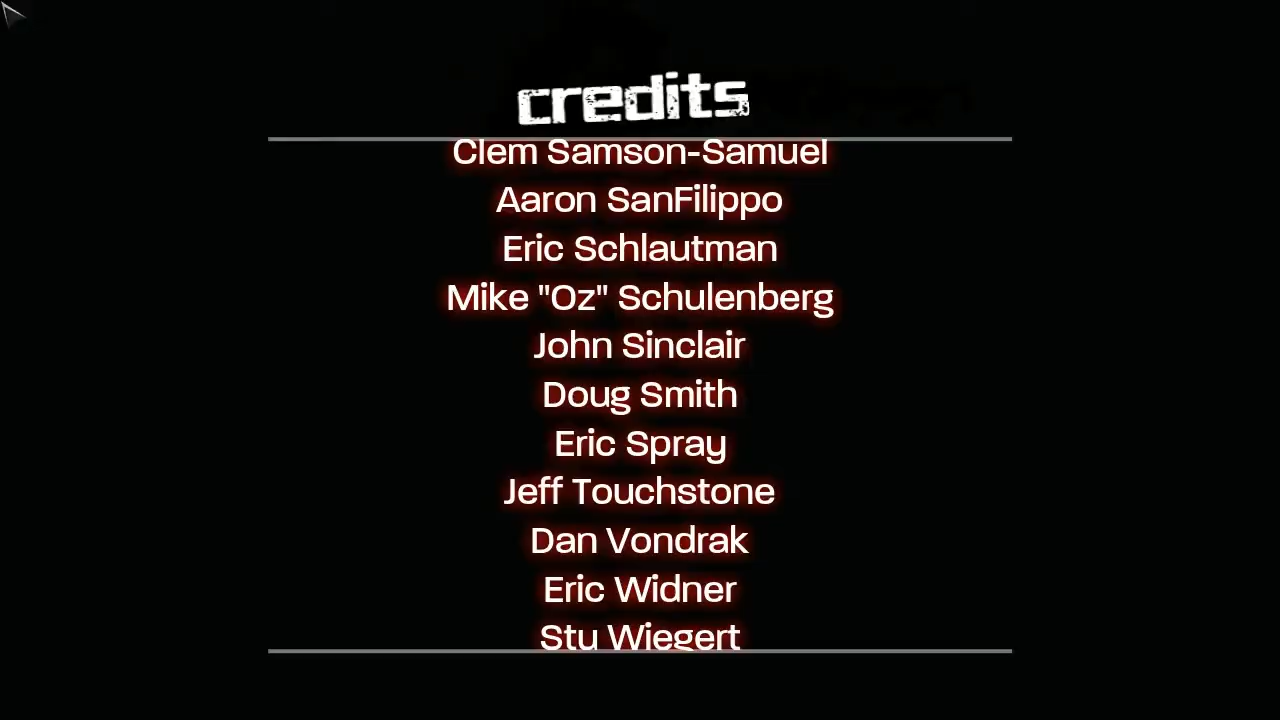 credits
Clem Samson-Samuel
Aaron SanFilippo
Eric Schlautman
Mike "Oz" Schulenberg
John Sinclair
Doug Smith
Eric Spray
Jeff Touchstone
Dan Vondrak
Eric Widner
Stu Wiegert